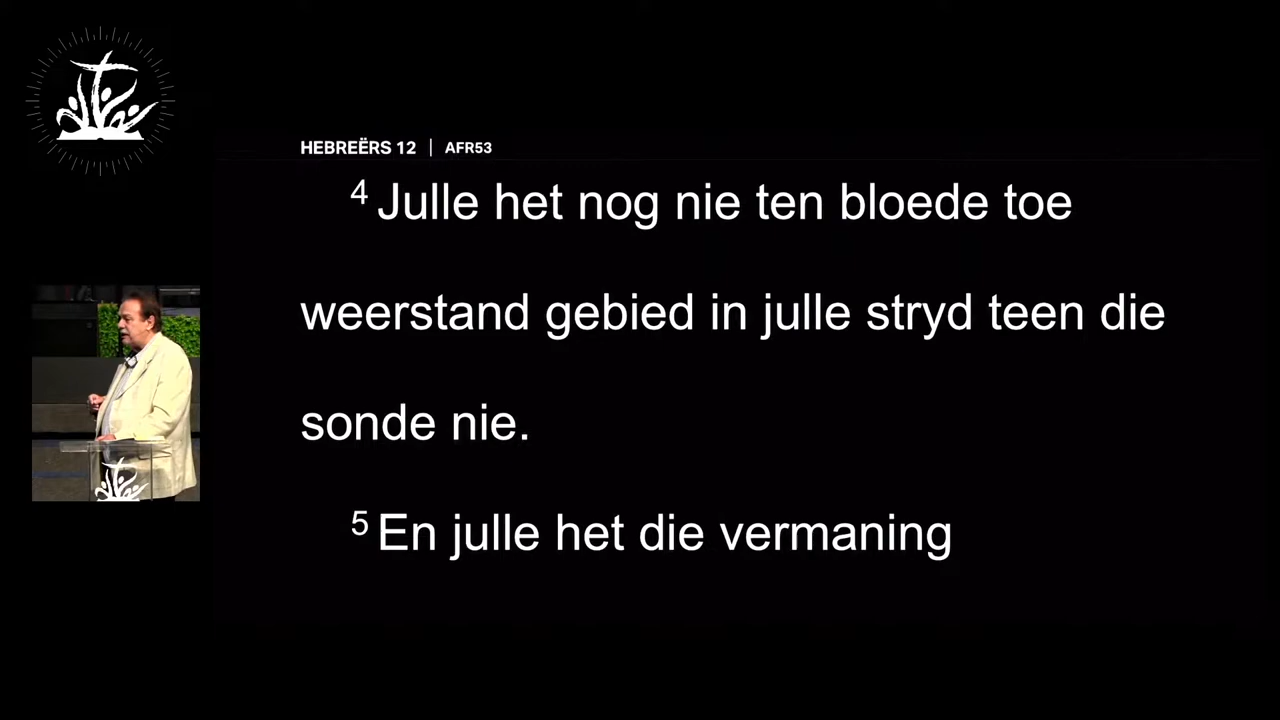 HEBREËRS 12 | AFR53
4 Julle het nog nie ten bloede toe
weerstand gebied in julle stryd teen die
sonde nie.
5 En julle het die vermaning